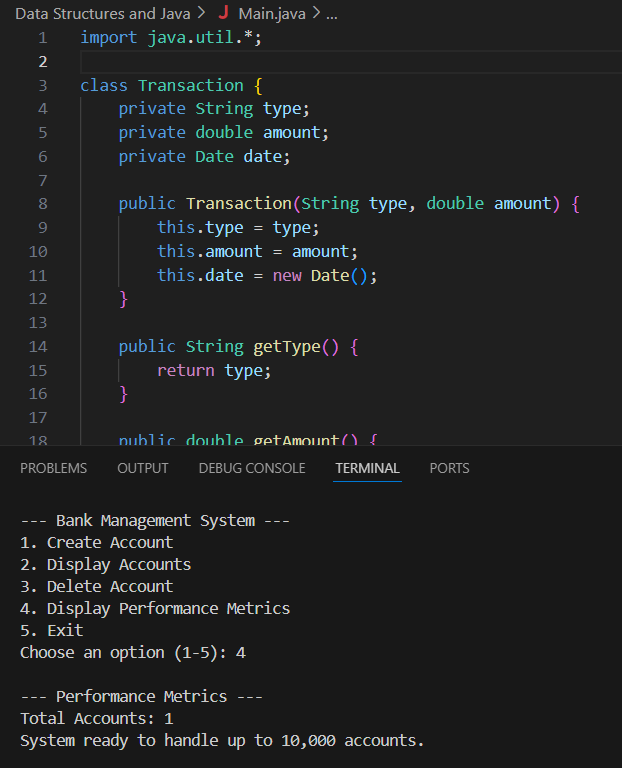 Data Structures and Java > J Main.java > ...
1 import java.util.*;
2
3 class Transaction {
4 private String type;
5 private double amount;
6 private Date date;
7
8 public Transaction(String type, double amount) {
9 this.type = type;
10 this.amount = amount;
11 this.date = new Date();
12 }
13
14 public String getType() {
15 return type;
16 }
17
18 public double getAmount() {
PROBLEMS OUTPUT DEBUG CONSOLE TERMINAL PORTS
--- Bank Management System ---
1. Create Account
2. Display Accounts
3. Delete Account
4. Display Performance Metrics
5. Exit
Choose an option (1-5): 4
--- Performance Metrics ---
Total Accounts: 1
System ready to handle up to 10,000 accounts.